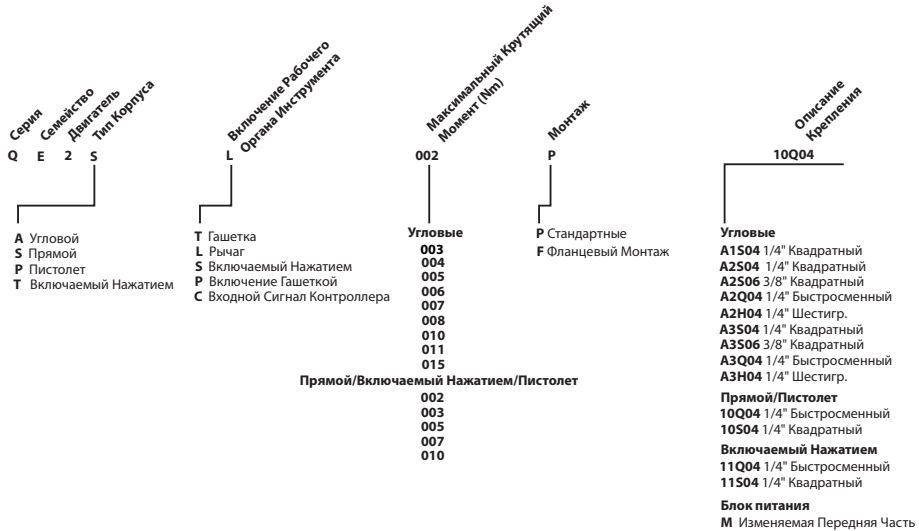 Серия
Семейство
Двигатель
Тип Корпуса
Включение Рабочего
Органа Инструмента
Максимальный Крутящий
Момент (Nm)
Монтаж
Описание
Крепления
Q E 2 S L 002 P 10Q04
A Угловой
S Прямой
P Пистолет
T Включаемый Нажатием
T Гашетка
L Рычаг
S Включаемый Нажатием
P Включение Гашеткой
C Входной Сигнал Контроллера
Угловые
003
004
005
006
007
008
010
011
015
Прямой/Включаемый Нажатием/Пистолет
002
003
005
007
010
P Стандартные
F Фланцевый Монтаж
Угловые
A1S04 1/4" Квадратный
A2S04 1/4" Квадратный
A2S06 3/8" Квадратный
A2Q04 1/4" Быстросменный
A2H04 1/4" Шестигр.
A3S04 1/4" Квадратный
A3S06 3/8" Квадратный
A3Q04 1/4" Быстросменный
A3H04 1/4" Шестигр.
Прямой/Пистолет
10Q04 1/4" Быстросменный
10S04 1/4" Квадратный
Включаемый Нажатием
11Q04 1/4" Быстросменный
11S04 1/4" Квадратный
Блок питания
M Изменяемая Передняя Часть